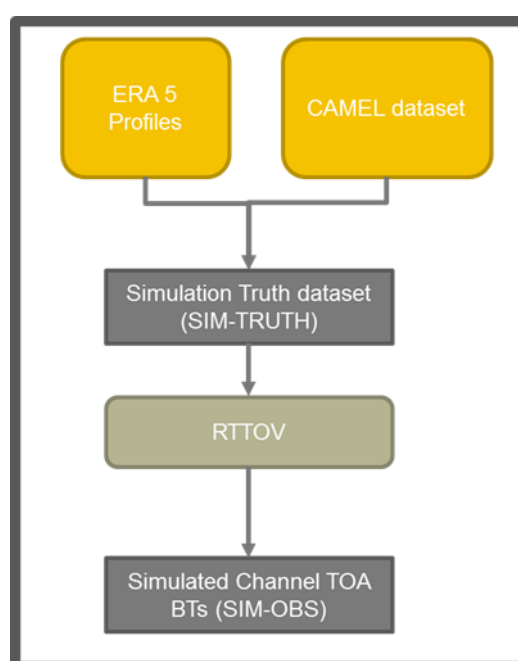 ERA 5
Profiles
CAMEL dataset
Simulation Truth dataset
(SIM-TRUTH)
RTTOV
Simulated Channel TOA
BTs (SIM-OBS)